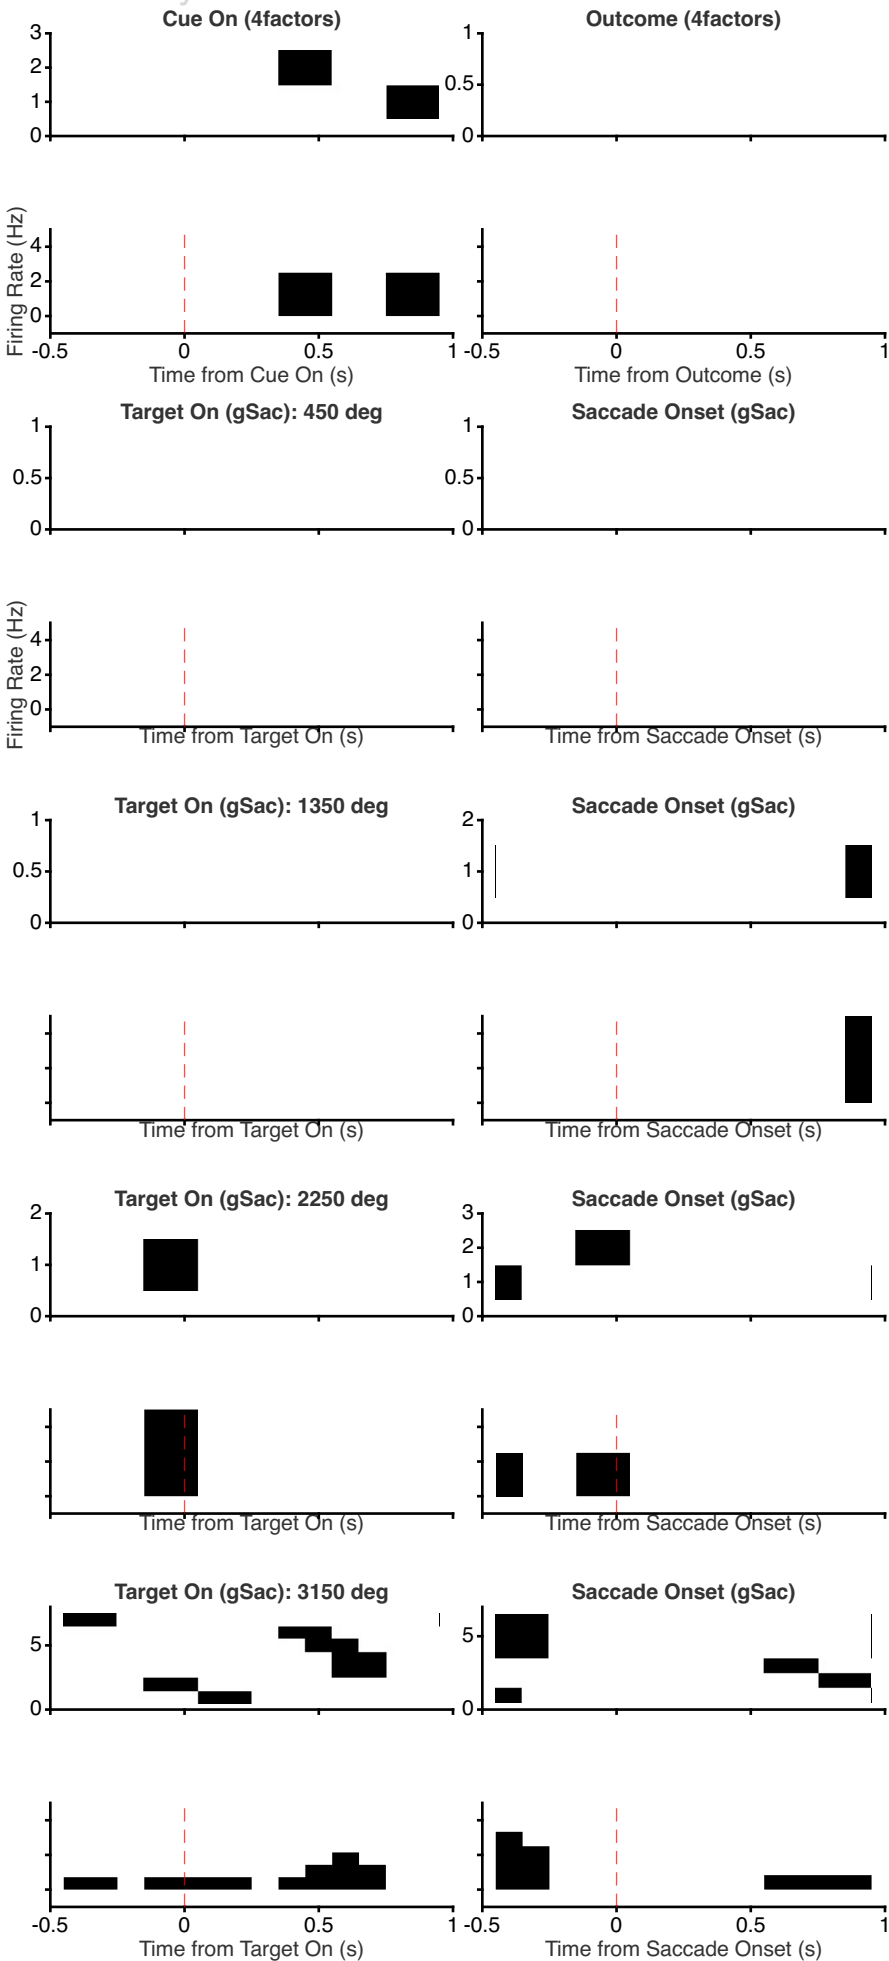 Cue On (4factors)
Outcome (4factors)
3
2
1
0
1
0.5
0
Firing Rate (Hz)
4
2
0
-0.5
0
0.5
1
-0.5
0
0.5
1
Time from Cue On (s)
Time from Outcome (s)
Target On (gSac): 450 deg
Saccade Onset (gSac)
1
0.5
0
1
0.5
0
Firing Rate (Hz)
4
2
0
Time from Target On (s)
Time from Saccade Onset (s)
Target On (gSac): 1350 deg
Saccade Onset (gSac)
1
0.5
0
2
1
0
Time from Target On (s)
Time from Saccade Onset (s)
Target On (gSac): 2250 deg
Saccade Onset (gSac)
2
1
0
3
2
1
0
Time from Target On (s)
Time from Saccade Onset (s)
Target On (gSac): 3150 deg
Saccade Onset (gSac)
5
0
5
0
-0.5
0
0.5
1
-0.5
0
0.5
1
Time from Target On (s)
Time from Saccade Onset (s)